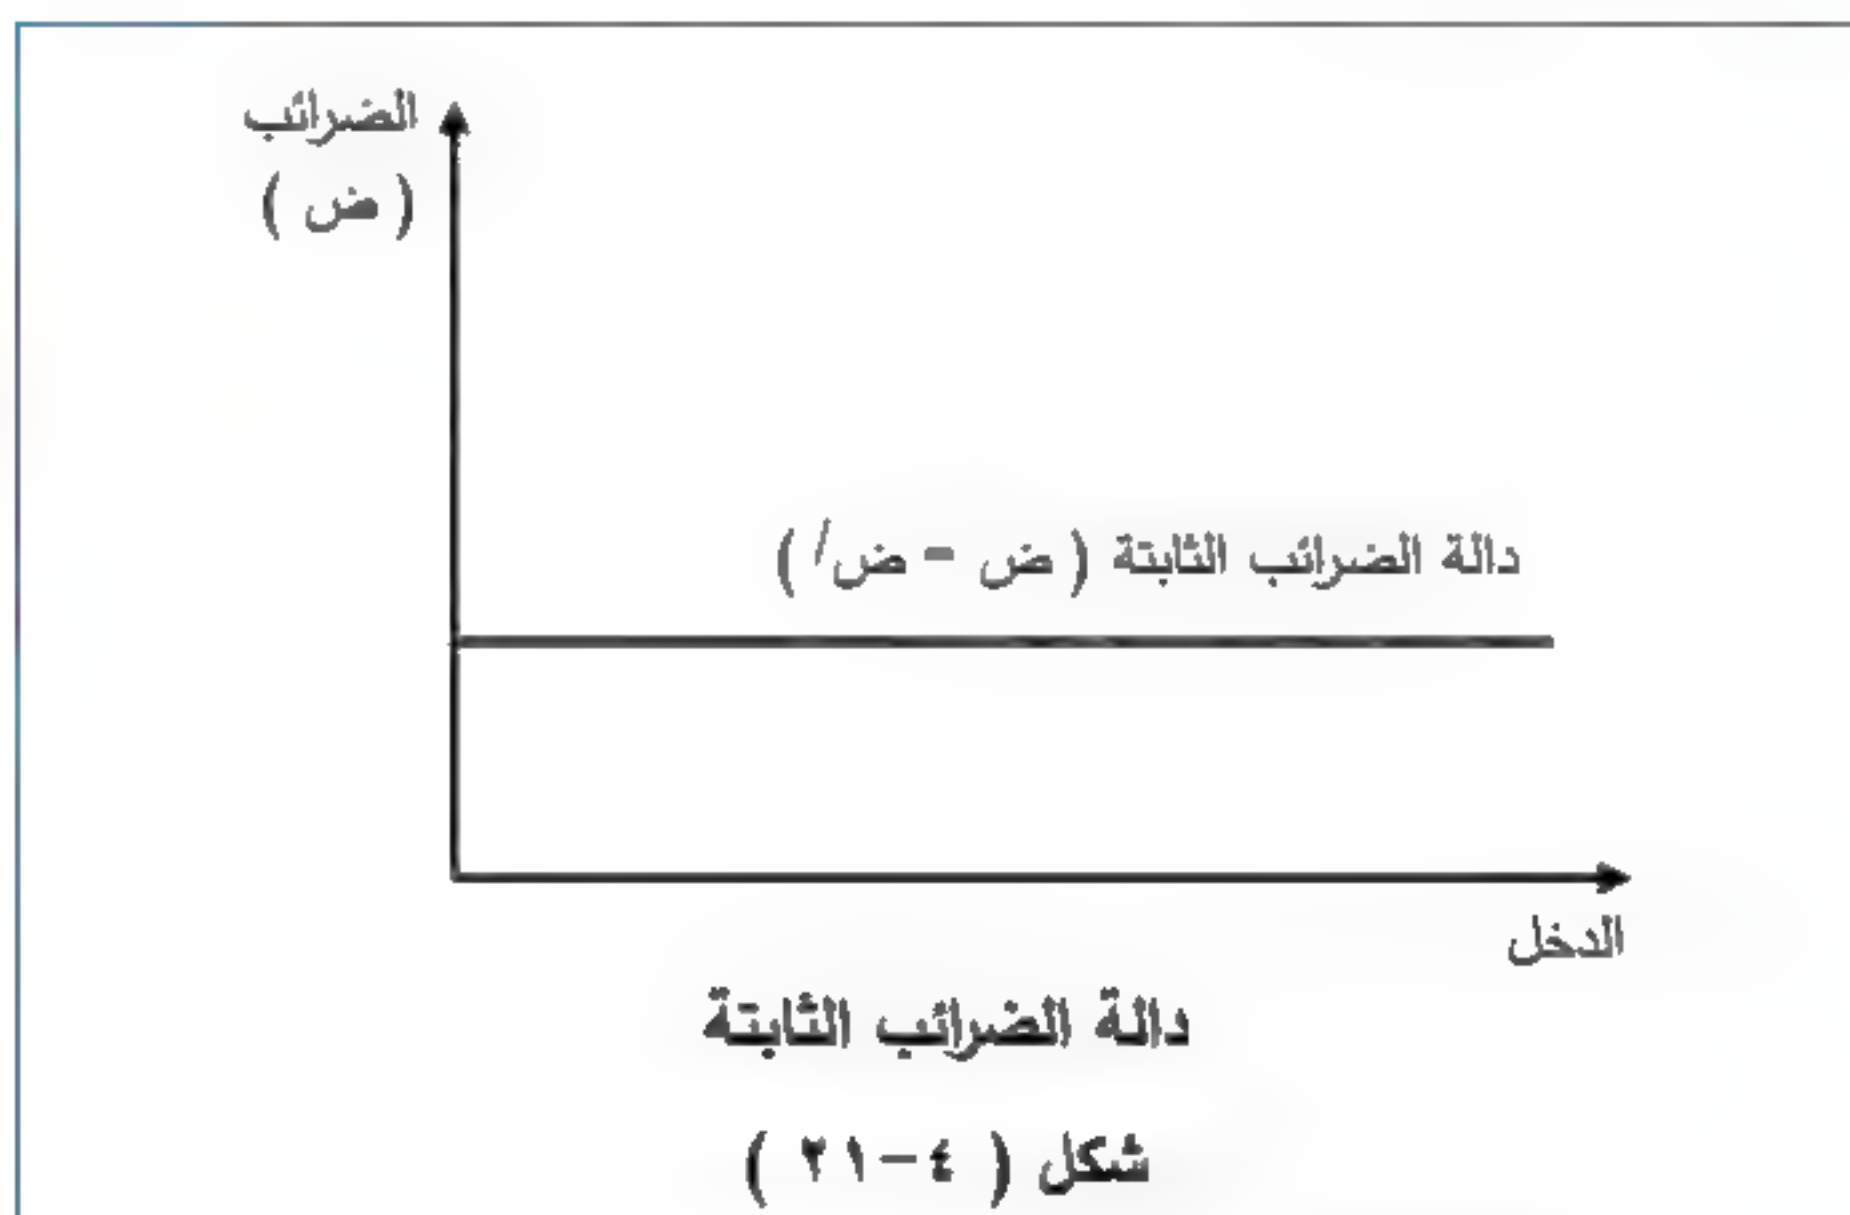 الضرائب
( ض )
دالة الضرائب الثابتة ( ض = ض/ )
الدخل
دالة الضرائب الثابتة
شكل ( ٤-٢١ )